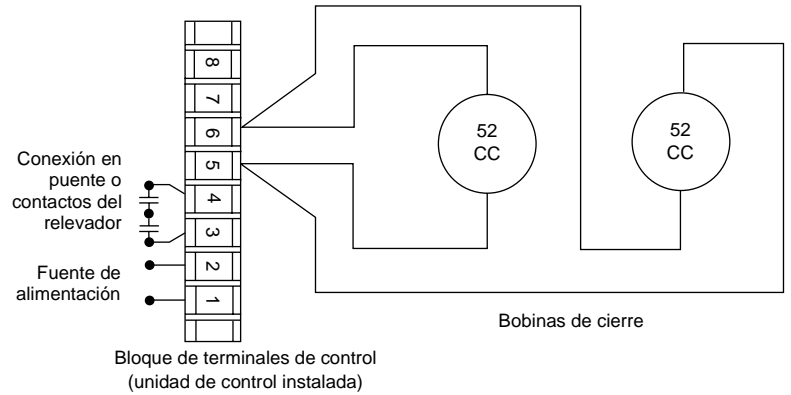 8
7
6
5
4
3
2
1
Conexión en
puente o
contactos del
relevador
Fuente de
alimentación
52
CC
52
CC
Bobinas de cierre
Bloque de terminales de control
(unidad de control instalada)